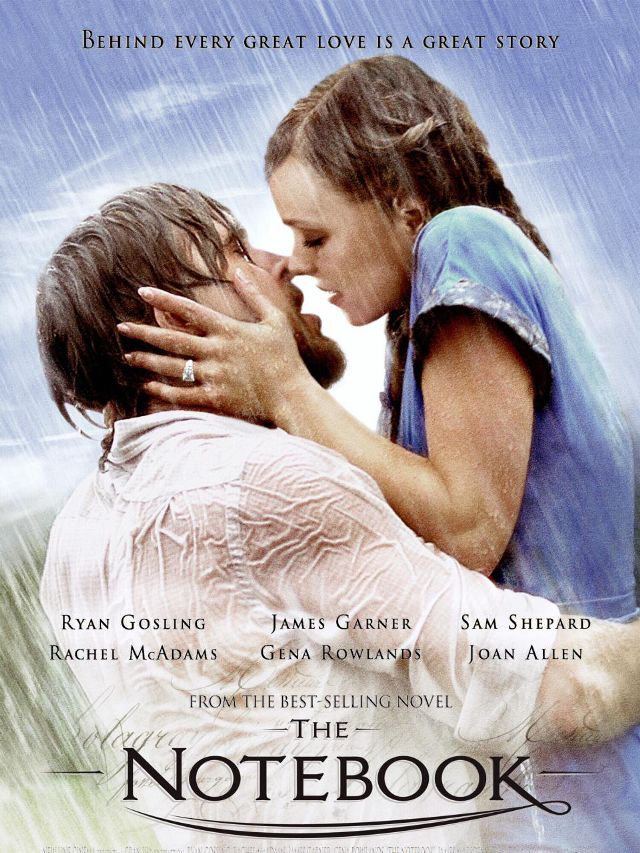 BEHIND EVERY GREAT LOVE IS A GREAT STORY
RYAN GOSLING JAMES GARNER SAM SHEPARD
RACHEL MCADAMS GENA ROWLANDS JOAN ALLEN
FROM THE BEST-SELLING NOVEL
THE
NOTEBOOK